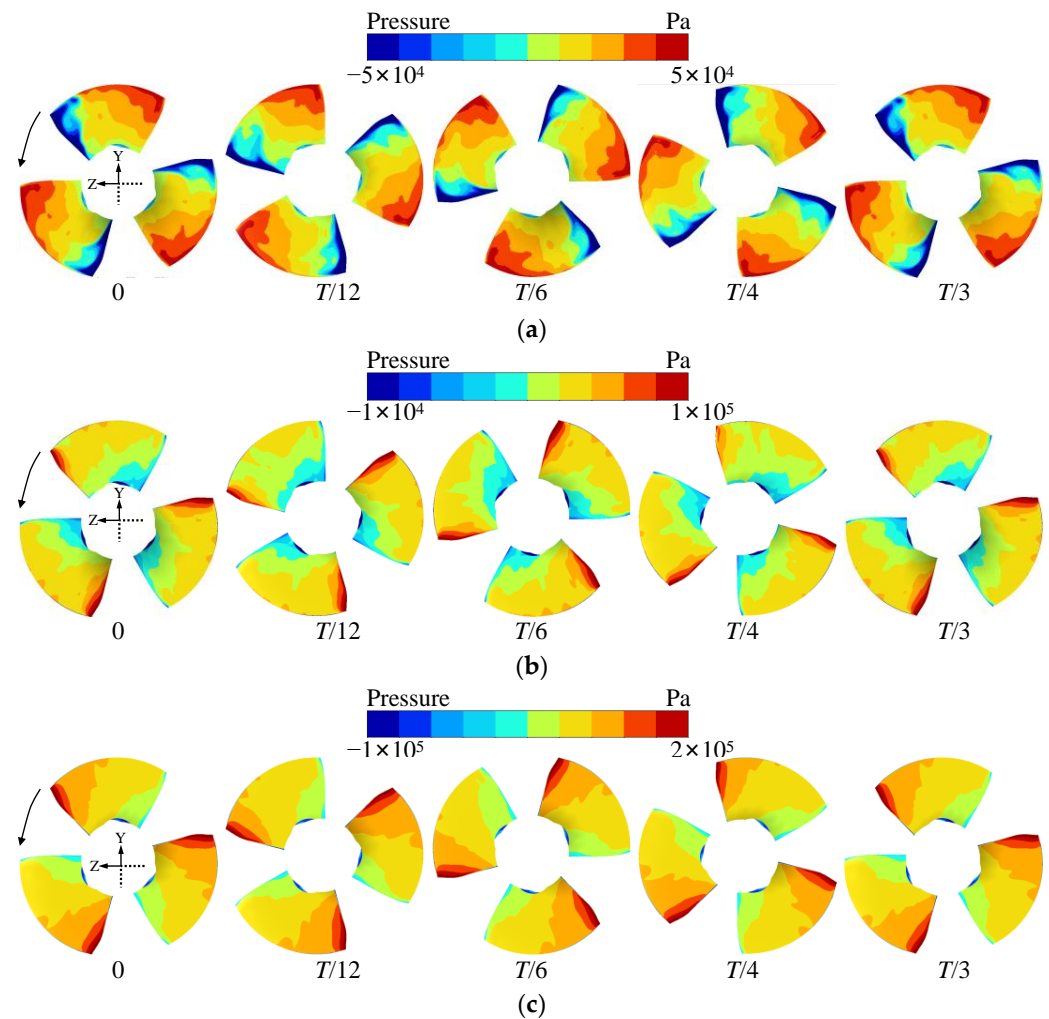 Pressure Pa
−5×10⁴ 5×10⁴
Y
Z
0 T/12 T/6 T/4 T/3
(a)
Pressure Pa
−1×10⁴ 1×10⁵
Y
Z
0 T/12 T/6 T/4 T/3
(b)
Pressure Pa
−1×10⁵ 2×10⁵
Y
Z
0 T/12 T/6 T/4 T/3
(c)